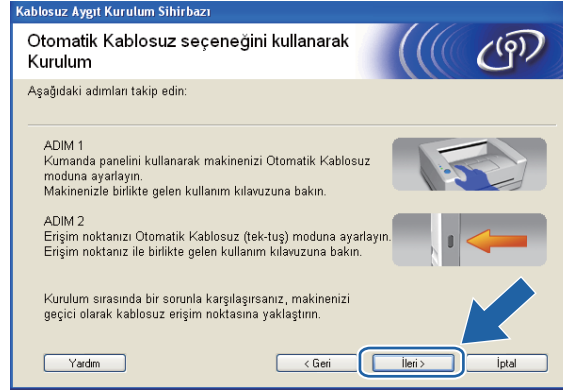 Kablosuz Aygıt Kurulum Sihirbazı
Otomatik Kablosuz seçeneğini kullanarak
Kurulum
Aşağıdaki adımları takip edin:
ADIM 1
Kumanda panelini kullanarak makinenizi Otomatik Kablosuz
moduna ayarlayın.
Makinenizle birlikte gelen kullanım kılavuzuna bakın.
ADIM 2
Erişim noktanızı Otomatik Kablosuz (tek-tuş) moduna ayarlayın.
Erişim noktanız ile birlikte gelen kullanım kılavuzuna bakın.
Kurulum sırasında bir sorunla karşılaşırsanız, makinenizi
geçici olarak kablosuz erişim noktasına yaklaştırın.
Yardım
< Geri
İleri >
İptal